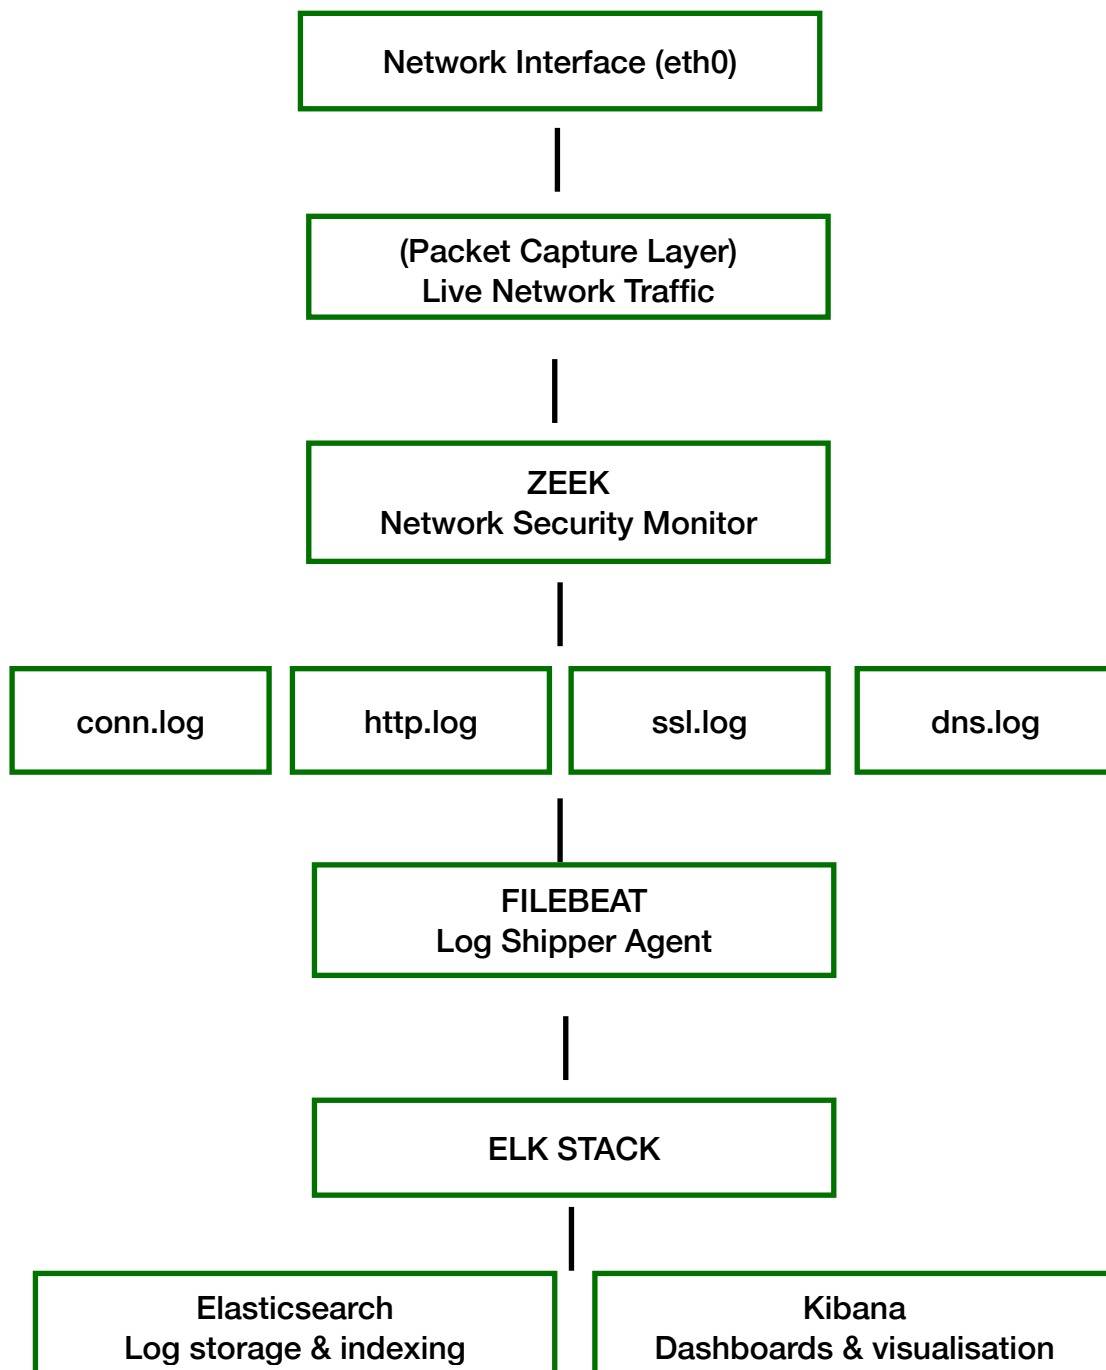 Network Interface (eth0)
(Packet Capture Layer)
Live Network Traffic
ZEEK
Network Security Monitor
conn.log
http.log
ssl.log
dns.log
FILEBEAT
Log Shipper Agent
ELK STACK
Elasticsearch
Log storage & indexing
Kibana
Dashboards & visualisation